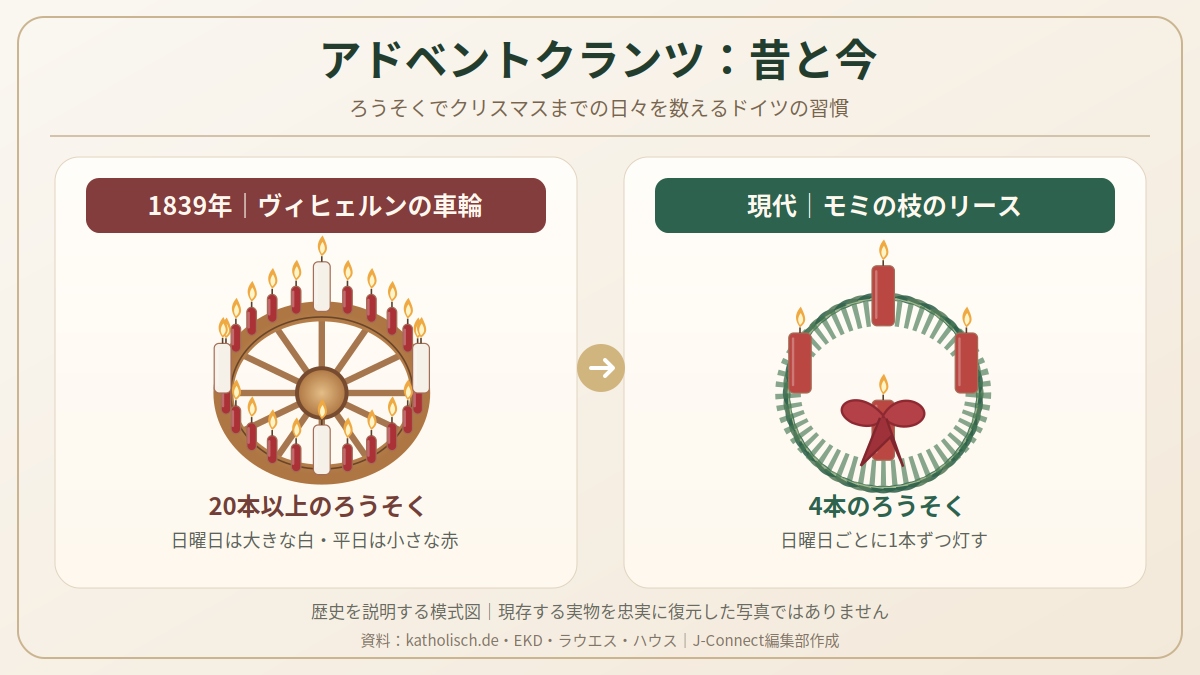 アドベントクランツ：昔と今
ろうそくでクリスマスまでの日々を数えるドイツの習慣
1839年｜ヴィヒェルンの車輪
現代｜モミの枝のリース
20本以上のろうそく
日曜日は大きな白・平日は小さな赤
4本のろうそく
日曜日ごとに1本ずつ灯す
歴史を説明する模式図｜現存する実物を忠実に復元した写真ではありません
資料：katholisch.de・EKD・ラウエス・ハウス｜J-Connect編集部作成